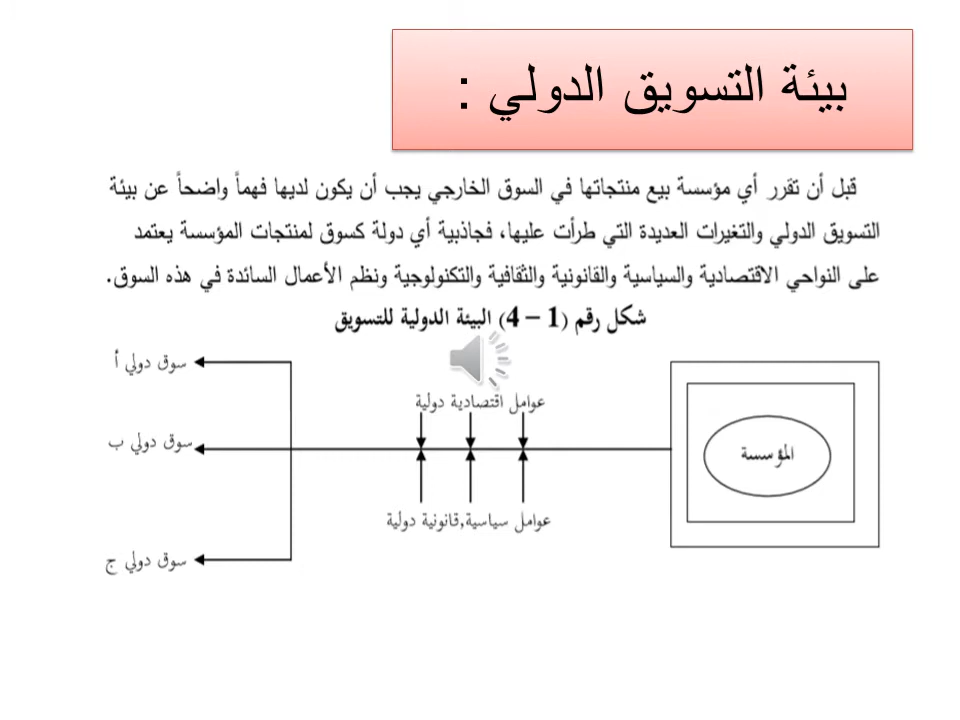 بيئة التسويق الدولي :
قبل أن تقرر أي مؤسسة بيع منتجاتها في السوق الخارجي يجب أن يكون لديها فهماً واضحاً عن بيئة
التسويق الدولي والتغيرات العديدة التي طرأت عليها، فجاذبية أي دولة كسوق لمنتجات المؤسسة يعتمد
على النواحي الاقتصادية والسياسية والقانونية والثقافية والتكنولوجية ونظم الأعمال السائدة في هذه السوق.
شكل رقم (1 – 4) البيئة الدولية للتسويق
سوق دولي أ
عوامل اقتصادية دولية
المؤسسة
سوق دولي ب
عوامل سياسية,قانونية دولية
سوق دولي ج